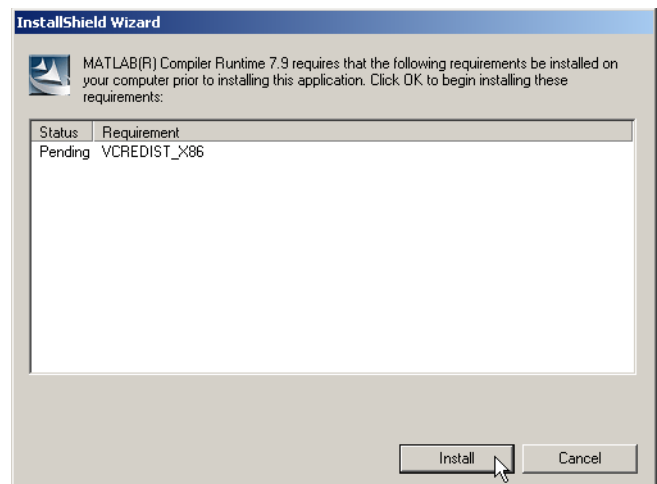 InstallShield Wizard
MATLAB(R) Compiler Runtime 7.9 requires that the following requirements be installed on
your computer prior to installing this application. Click OK to begin installing these
requirements:
Status Requirement
Pending VCREDIST_X86
Install Cancel